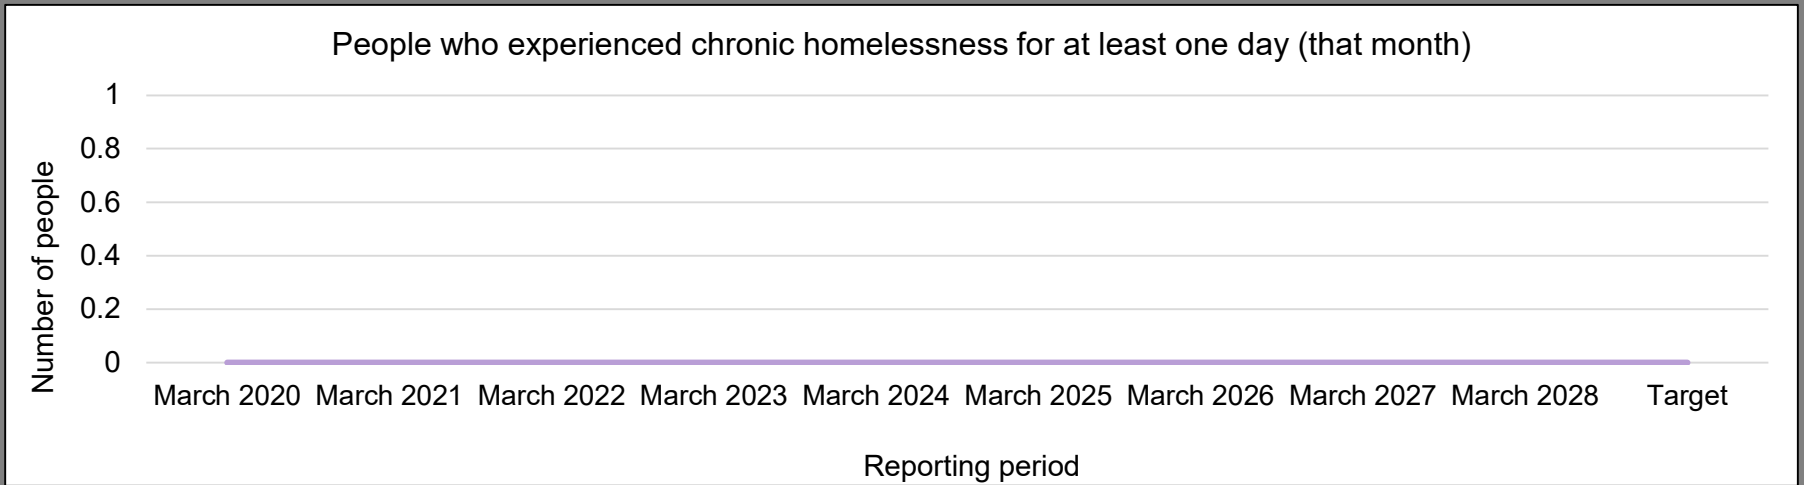 People who experienced chronic homelessness for at least one day (that month)
Number of people
1
0.8
0.6
0.4
0.2
0
March 2020 March 2021 March 2022 March 2023 March 2024 March 2025 March 2026 March 2027 March 2028 Target
Reporting period